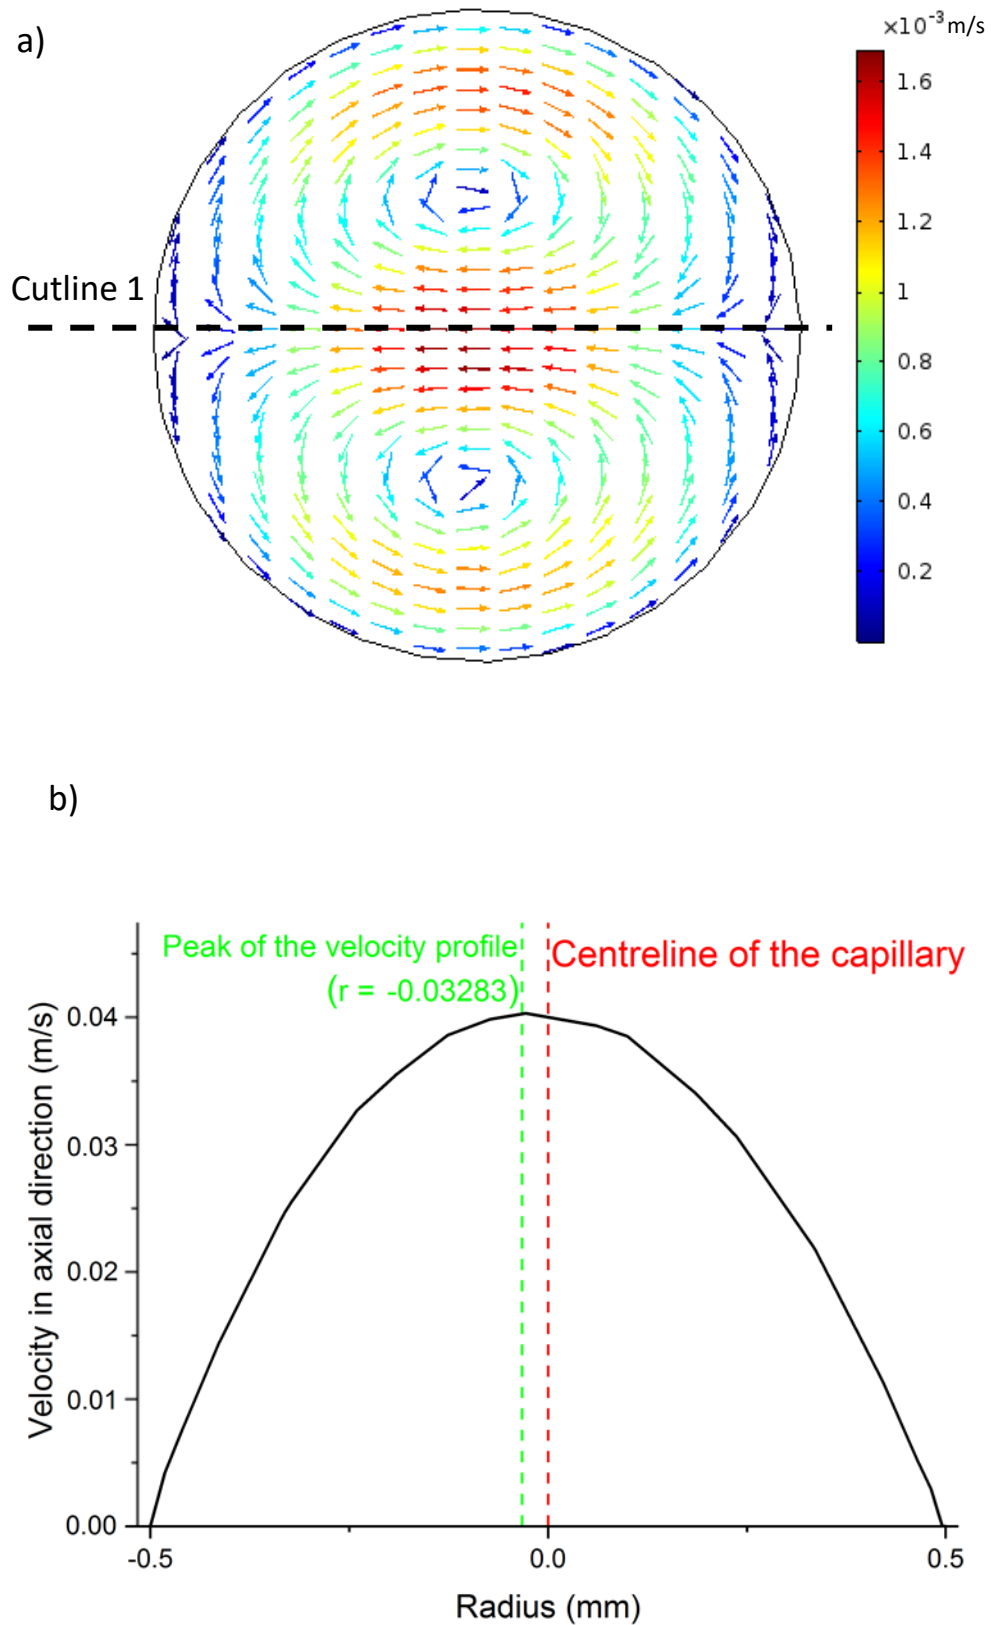 a)
×10⁻³ m/s
1.6
1.4
1.2
1
0.8
0.6
0.4
0.2
Cutline 1
b)
Peak of the velocity profile
(r = -0.03283)
Centreline of the capillary
Velocity in axial direction (m/s)
0.04
0.03
0.02
0.01
0.00
-0.5
0.0
0.5
Radius (mm)